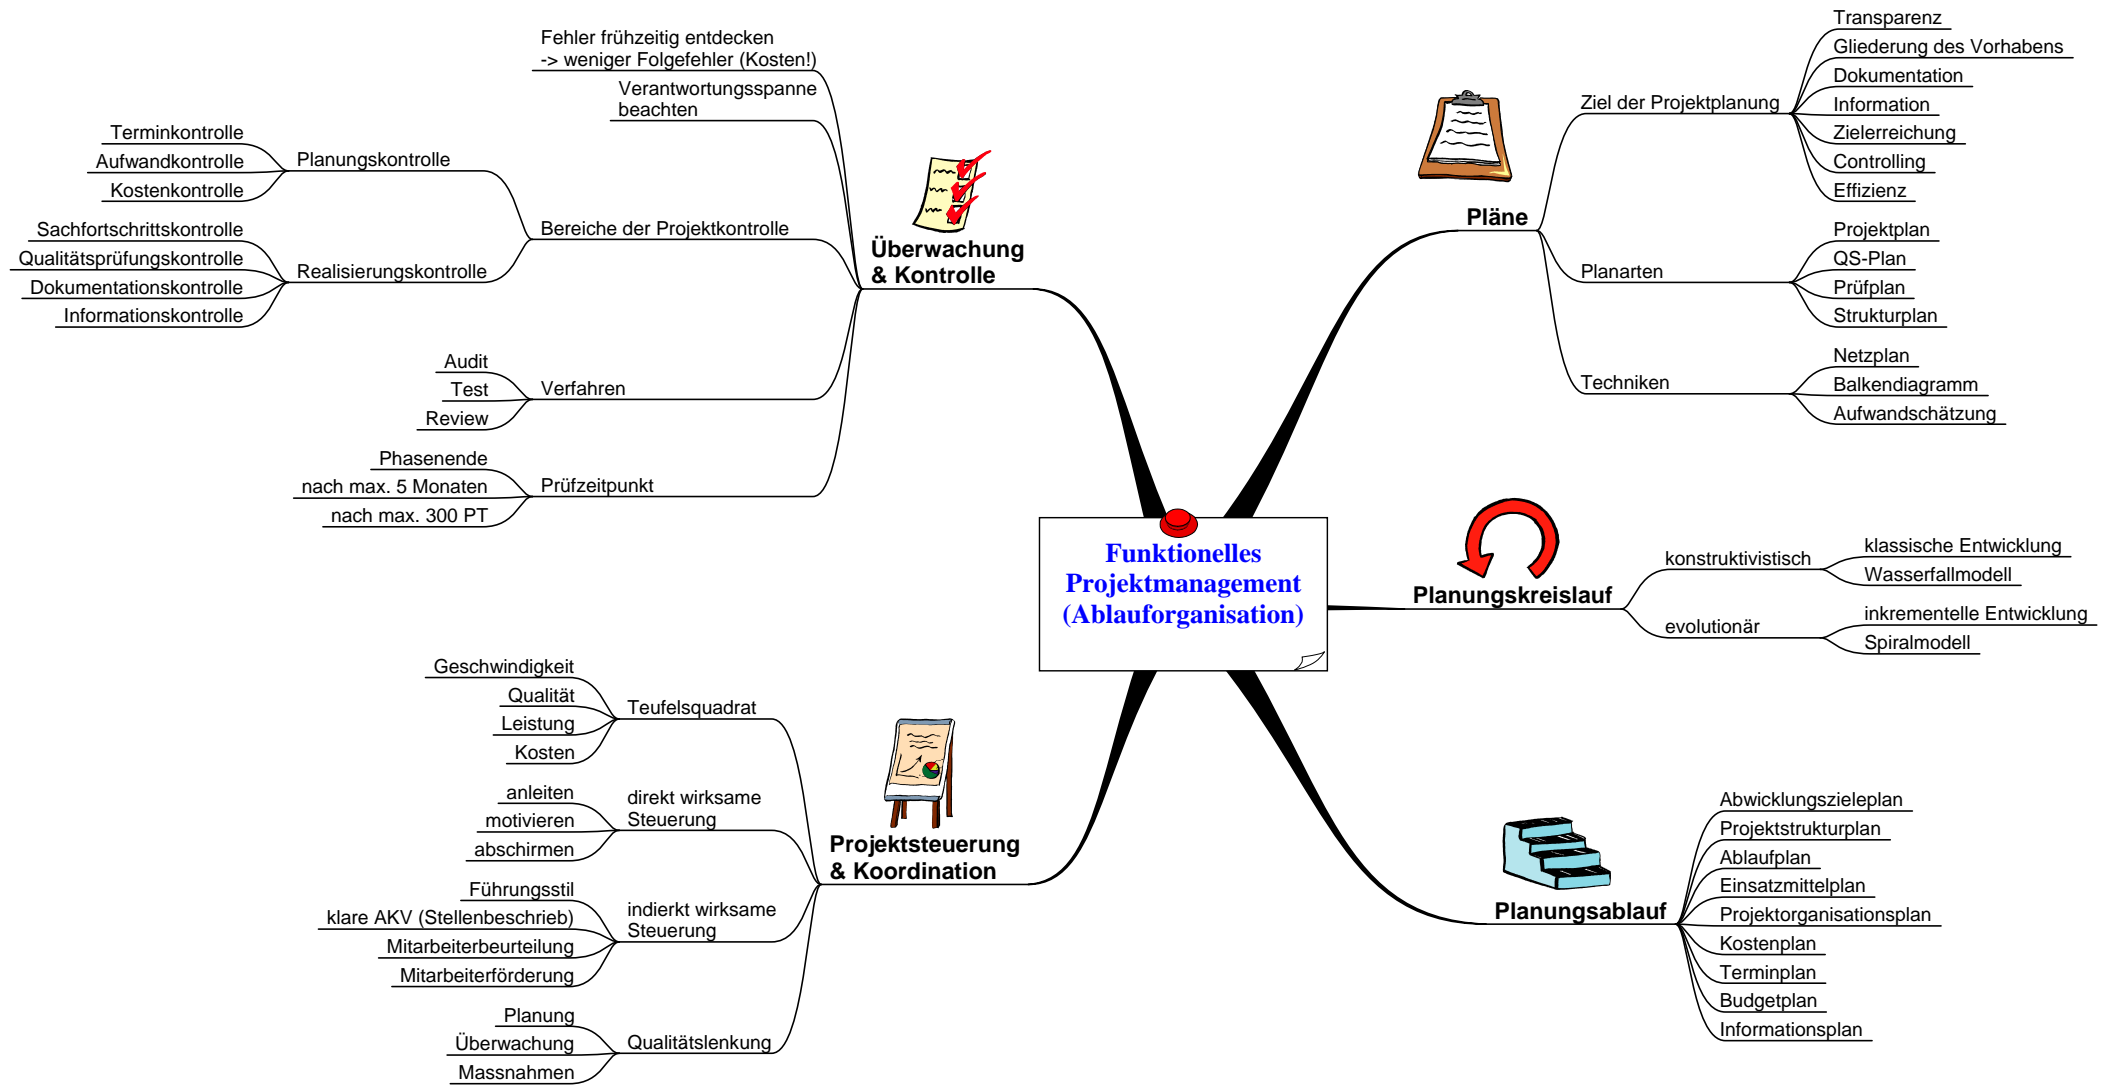 Funktionelles
Projektmanagement
(Ablauforganisation)
Fehler frühzeitig entdecken
-> weniger Folgefehler (Kosten!)
Verantwortungsspanne
beachten
Terminkontrolle
Aufwandkontrolle
Kostenkontrolle
Planungskontrolle
Sachfortschrittskontrolle
Qualitätsprüfungskontrolle
Dokumentationskontrolle
Informationskontrolle
Realisierungskontrolle
Bereiche der Projektkontrolle
Audit
Test
Review
Verfahren
Phasenende
nach max. 5 Monaten
nach max. 300 PT
Prüfzeitpunkt
Überwachung
& Kontrolle
Geschwindigkeit
Qualität
Leistung
Kosten
Teufelsquadrat
anleiten
motivieren
abschirmen
direkt wirksame
Steuerung
Führungsstil
klare AKV (Stellenbeschrieb)
Mitarbeiterbeurteilung
Mitarbeiterförderung
indierkt wirksame
Steuerung
Planung
Überwachung
Massnahmen
Qualitätslenkung
Projektsteuerung
& Koordination
Pläne
Ziel der Projektplanung
Transparenz
Gliederung des Vorhabens
Dokumentation
Information
Zielerreichung
Controlling
Effizienz
Planarten
Projektplan
QS-Plan
Prüfplan
Strukturplan
Techniken
Netzplan
Balkendiagramm
Aufwandschätzung
Planungskreislauf
konstruktivistisch
klassische Entwicklung
Wasserfallmodell
evolutionär
inkrementelle Entwicklung
Spiralmodell
Planungsablauf
Abwicklungszieleplan
Projektstrukturplan
Ablaufplan
Einsatzmittelplan
Projektorganisationsplan
Kostenplan
Terminplan
Budgetplan
Informationsplan